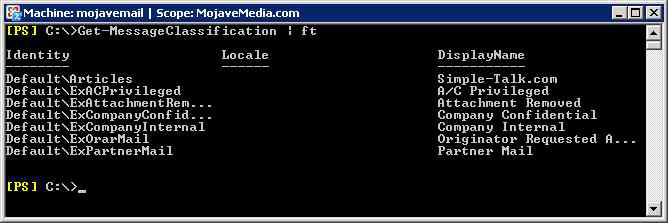 Machine: mojavemail | Scope: MojaveMedia.com
[PS] C:\>Get-MessageClassification | ft
Identity Locale DisplayName
-------- ------ -----------
Default\Articles Simple-Talk.com
Default\ExACPrivileged A/C Privileged
Default\ExAttachmentRem... Attachment Removed
Default\ExCompanyConfid... Company Confidential
Default\ExCompanyInternal Company Internal
Default\ExOrarMail Originator Requested A...
Default\ExPartnerMail Partner Mail
[PS] C:\>_